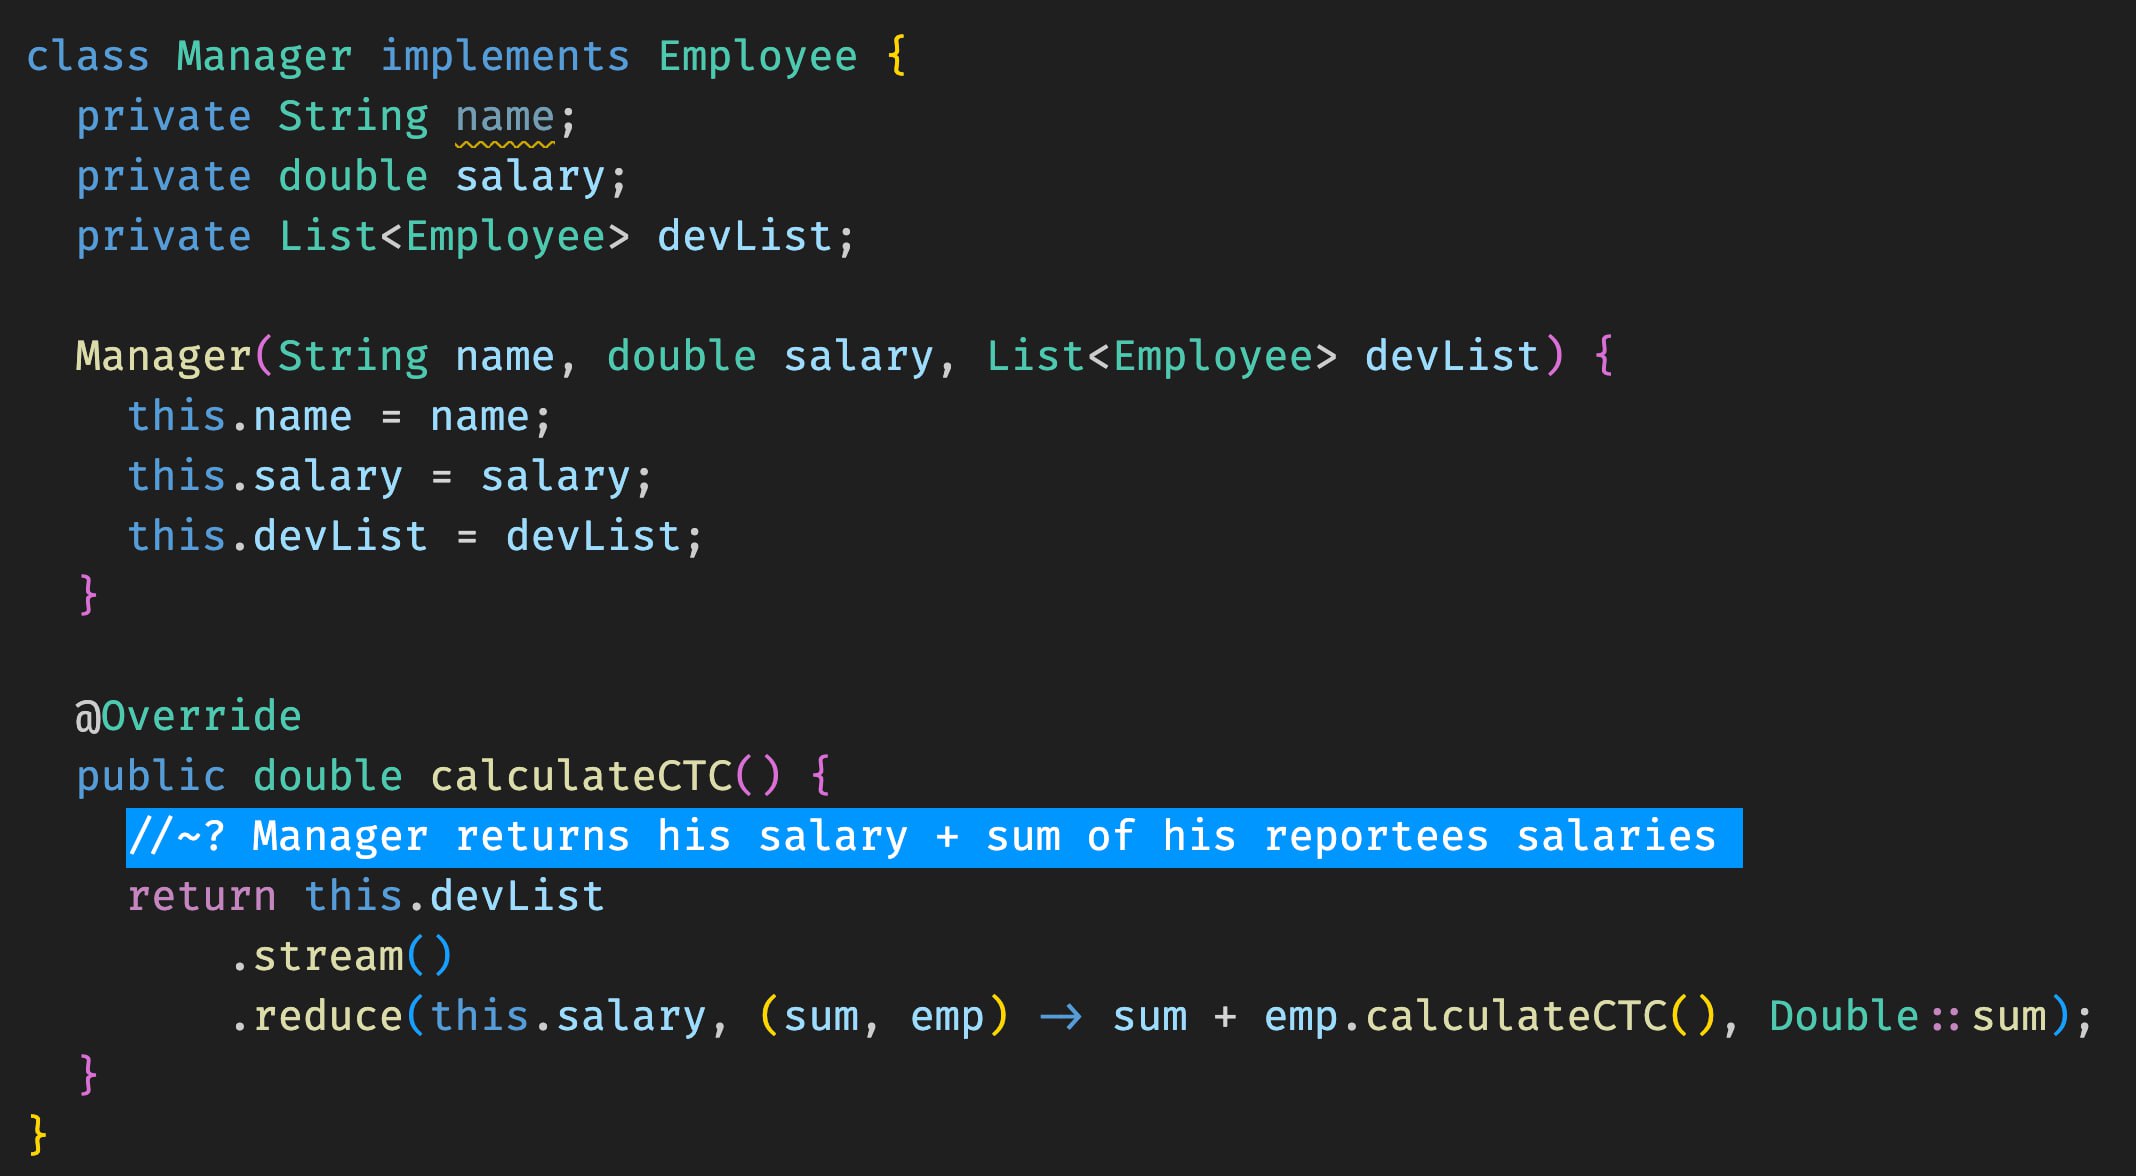 class Manager implements Employee {
  private String name;
  private double salary;
  private List<Employee> devList;

  Manager(String name, double salary, List<Employee> devList) {
    this.name = name;
    this.salary = salary;
    this.devList = devList;
  }

  @Override
  public double calculateCTC() {
    //~? Manager returns his salary + sum of his reportees salaries
    return this.devList
        .stream()
        .reduce(this.salary, (sum, emp) -> sum + emp.calculateCTC(), Double::sum);
  }
}